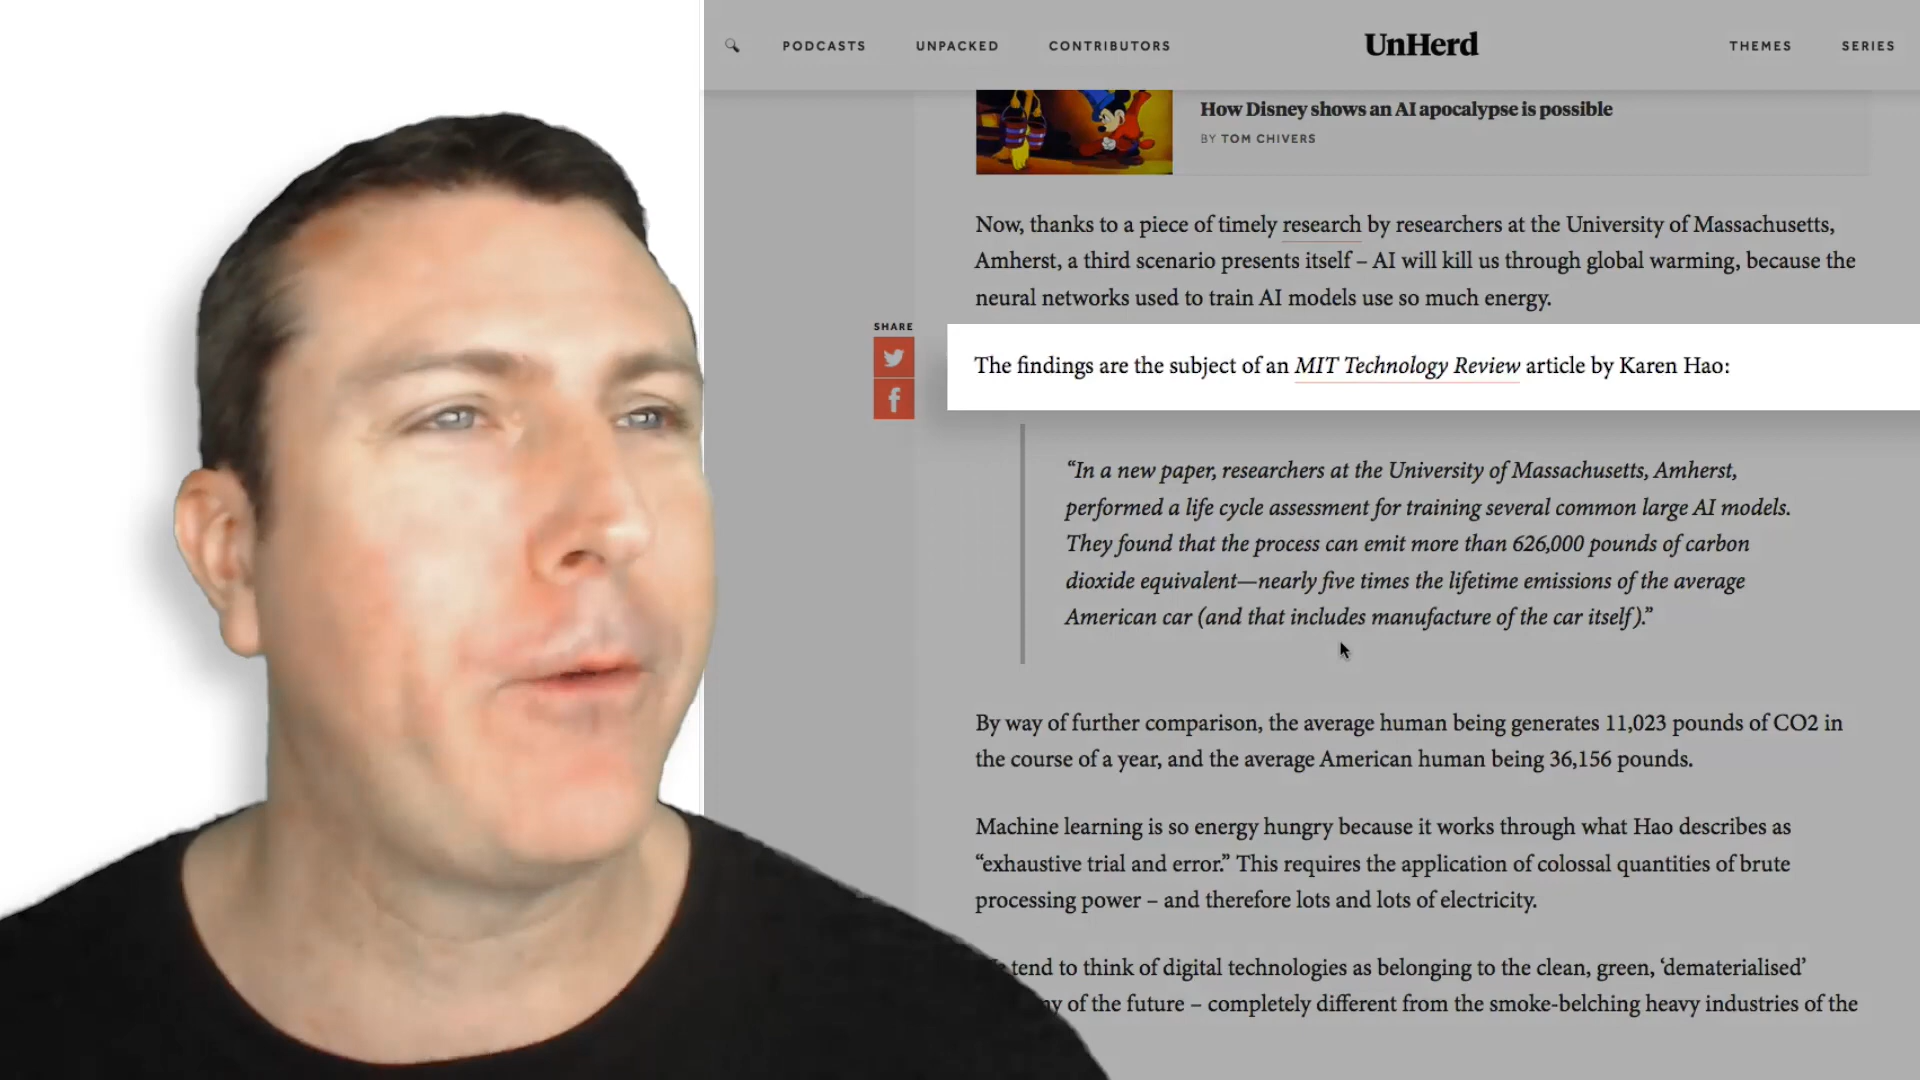 PODCASTS UNPACKED CONTRIBUTORS UnHerd THEMES SERIES
How Disney shows an AI apocalypse is possible
BY TOM CHIVERS
Now, thanks to a piece of timely research by researchers at the University of Massachusetts,
Amherst, a third scenario presents itself – AI will kill us through global warming, because the
neural networks used to train AI models use so much energy.
SHARE
The findings are the subject of an MIT Technology Review article by Karen Hao:
“In a new paper, researchers at the University of Massachusetts, Amherst,
performed a life cycle assessment for training several common large AI models.
They found that the process can emit more than 626,000 pounds of carbon
dioxide equivalent—nearly five times the lifetime emissions of the average
American car (and that includes manufacture of the car itself).”
By way of further comparison, the average human being generates 11,023 pounds of CO2 in
the course of a year, and the average American human being 36,156 pounds.
Machine learning is so energy hungry because it works through what Hao describes as
“exhaustive trial and error.” This requires the application of colossal quantities of brute
processing power – and therefore lots and lots of electricity.
tend to think of digital technologies as belonging to the clean, green, ‘dematerialised’
of the future – completely different from the smoke-belching heavy industries of the